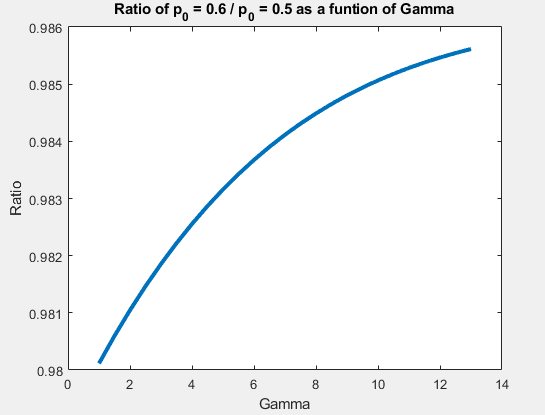 Ratio of p0 = 0.6 / p0 = 0.5 as a funtion of Gamma
0.986
0.985
0.984
0.983
0.982
0.981
0.98
Ratio
0 2 4 6 8 10 12 14
Gamma